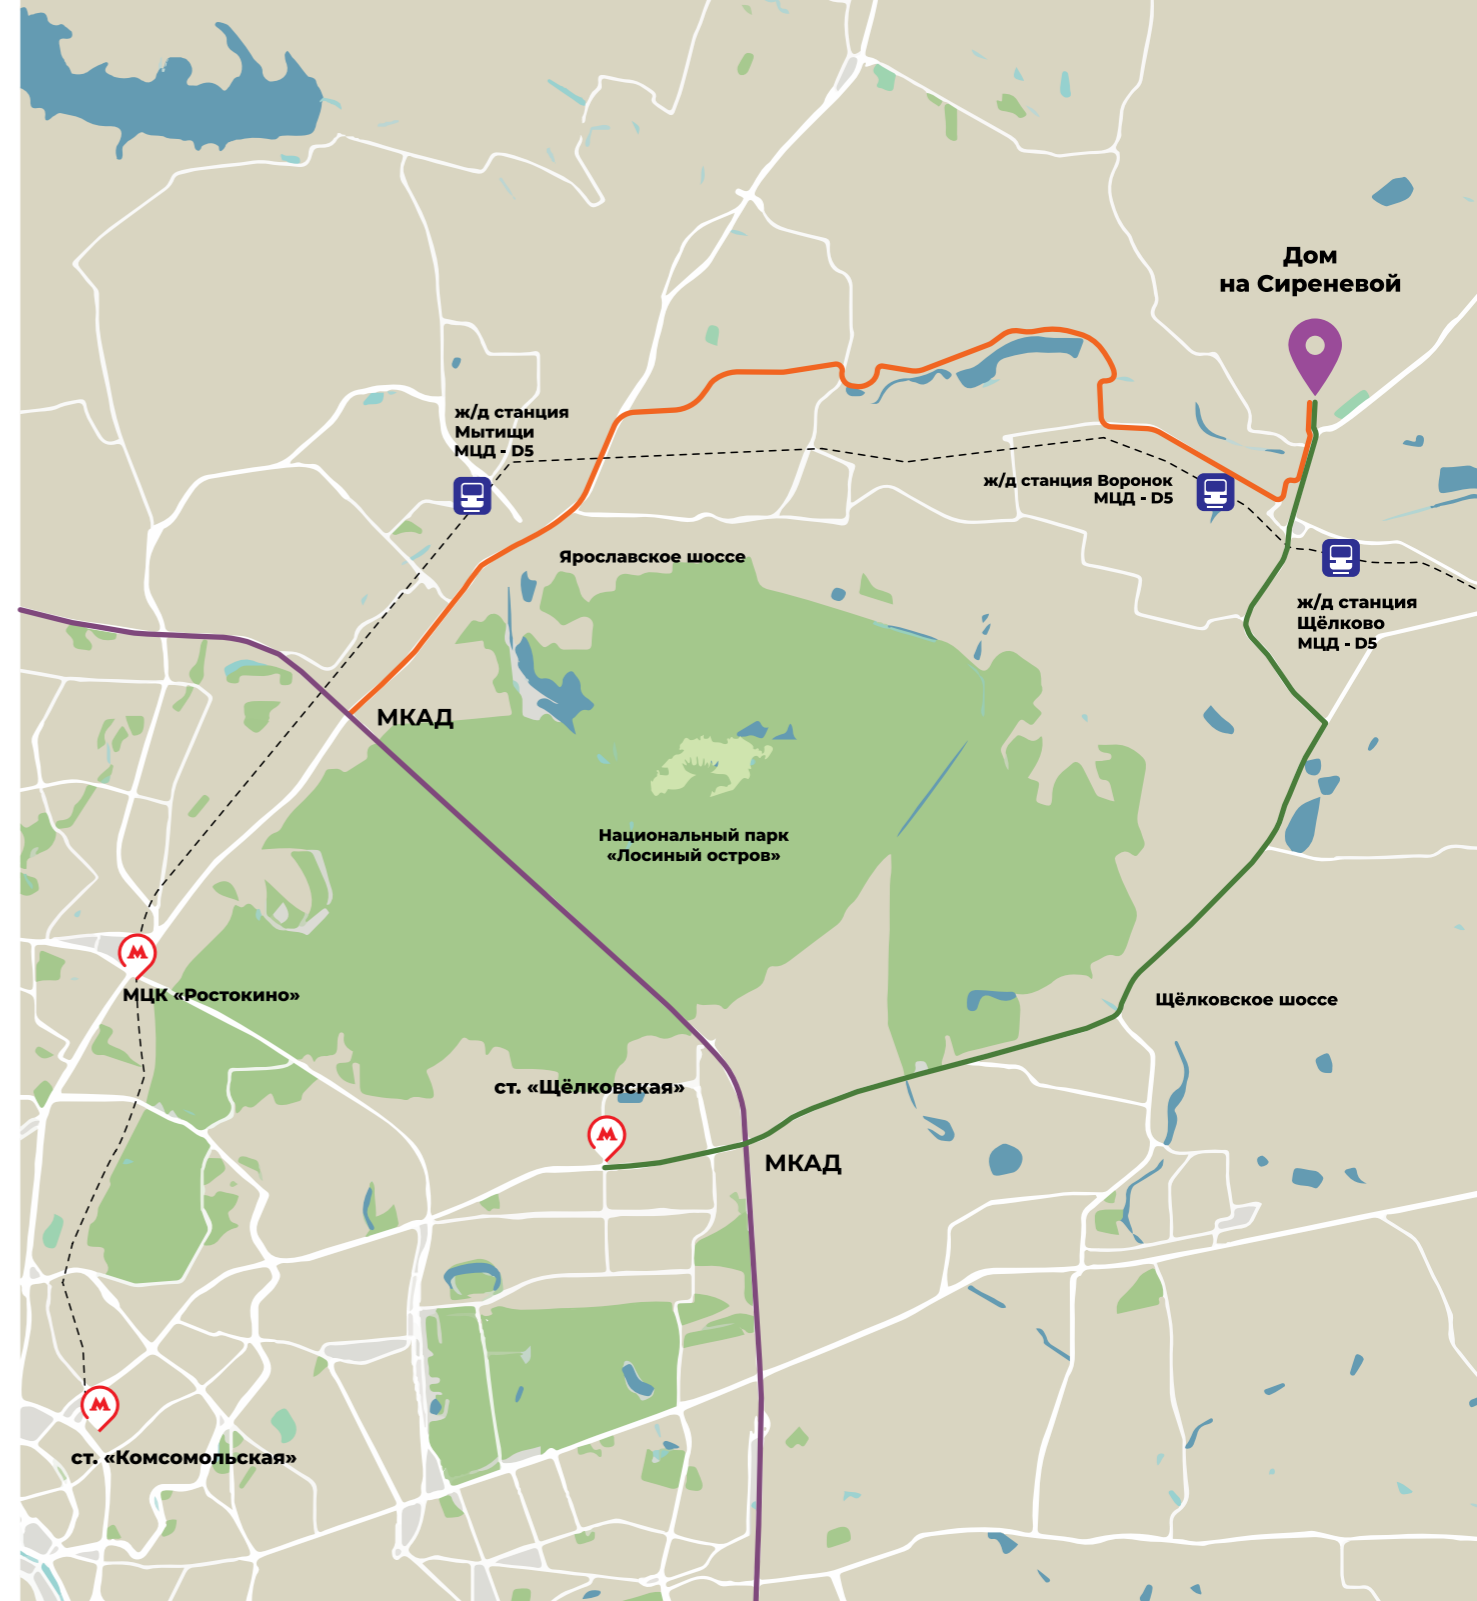 Дом
на Сиреневой
ж/д станция
Мытищи
МЦД - D5
ж/д станция Воронок
МЦД - D5
Ярославское шоссе
ж/д станция
Щёлково
МЦД - D5
МКАД
Национальный парк
«Лосиный остров»
М
МЦК «Ростокино»
Щёлковское шоссе
ст. «Щёлковская»
М
МКАД
М
ст. «Комсомольская»